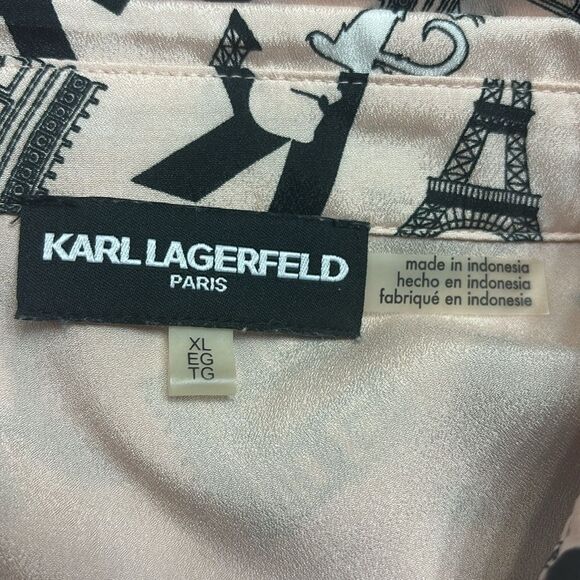 KARL LAGERFELD
PARIS
made in indonesia
hecho en indonesia
fabriqué en indonesie
XL
EG
TG